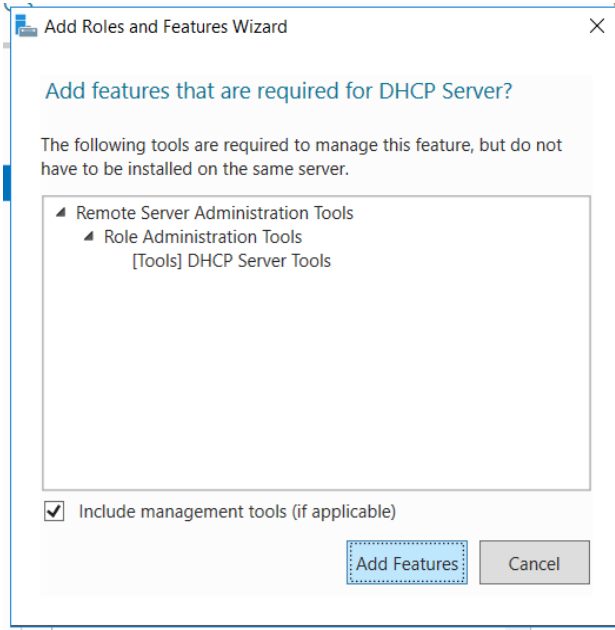 Add Roles and Features Wizard
Add features that are required for DHCP Server?
The following tools are required to manage this feature, but do not
have to be installed on the same server.
Remote Server Administration Tools
Role Administration Tools
[Tools] DHCP Server Tools
Include management tools (if applicable)
Add Features
Cancel